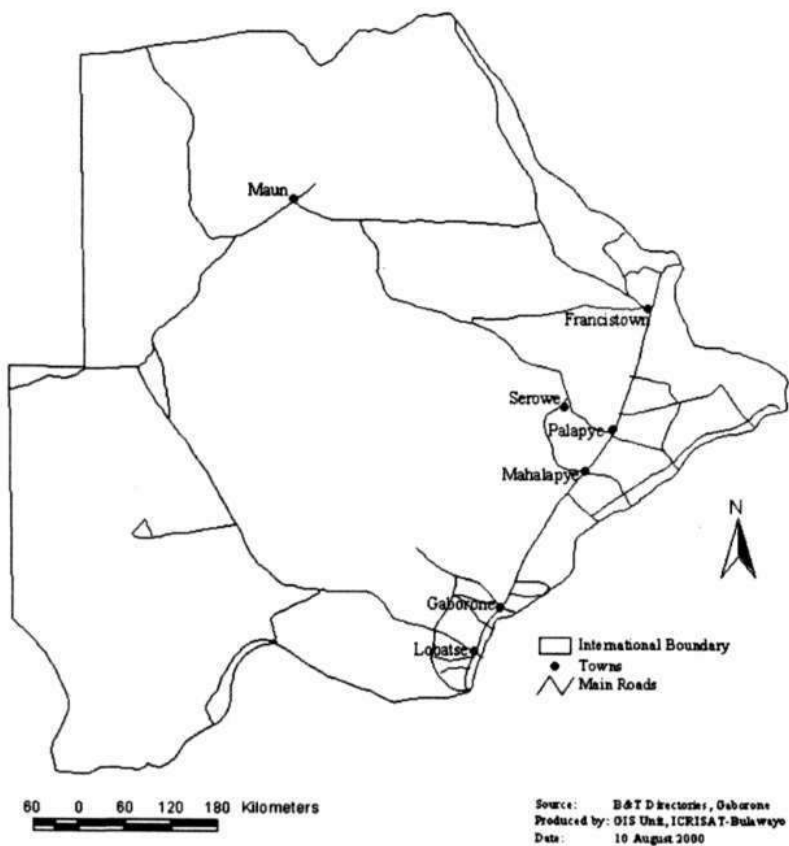 Maun
Francistown
Serowe
Palapye
Mahalapye
N
Gaborone
Lobatse
International Boundary
Towns
Main Roads
60 0 60 120 180 Kilometers
Source: B&T Directories, Gaborone
Produced by: GIS Unit, ICRISAT-Bulawayo
Date: 10 August 2000